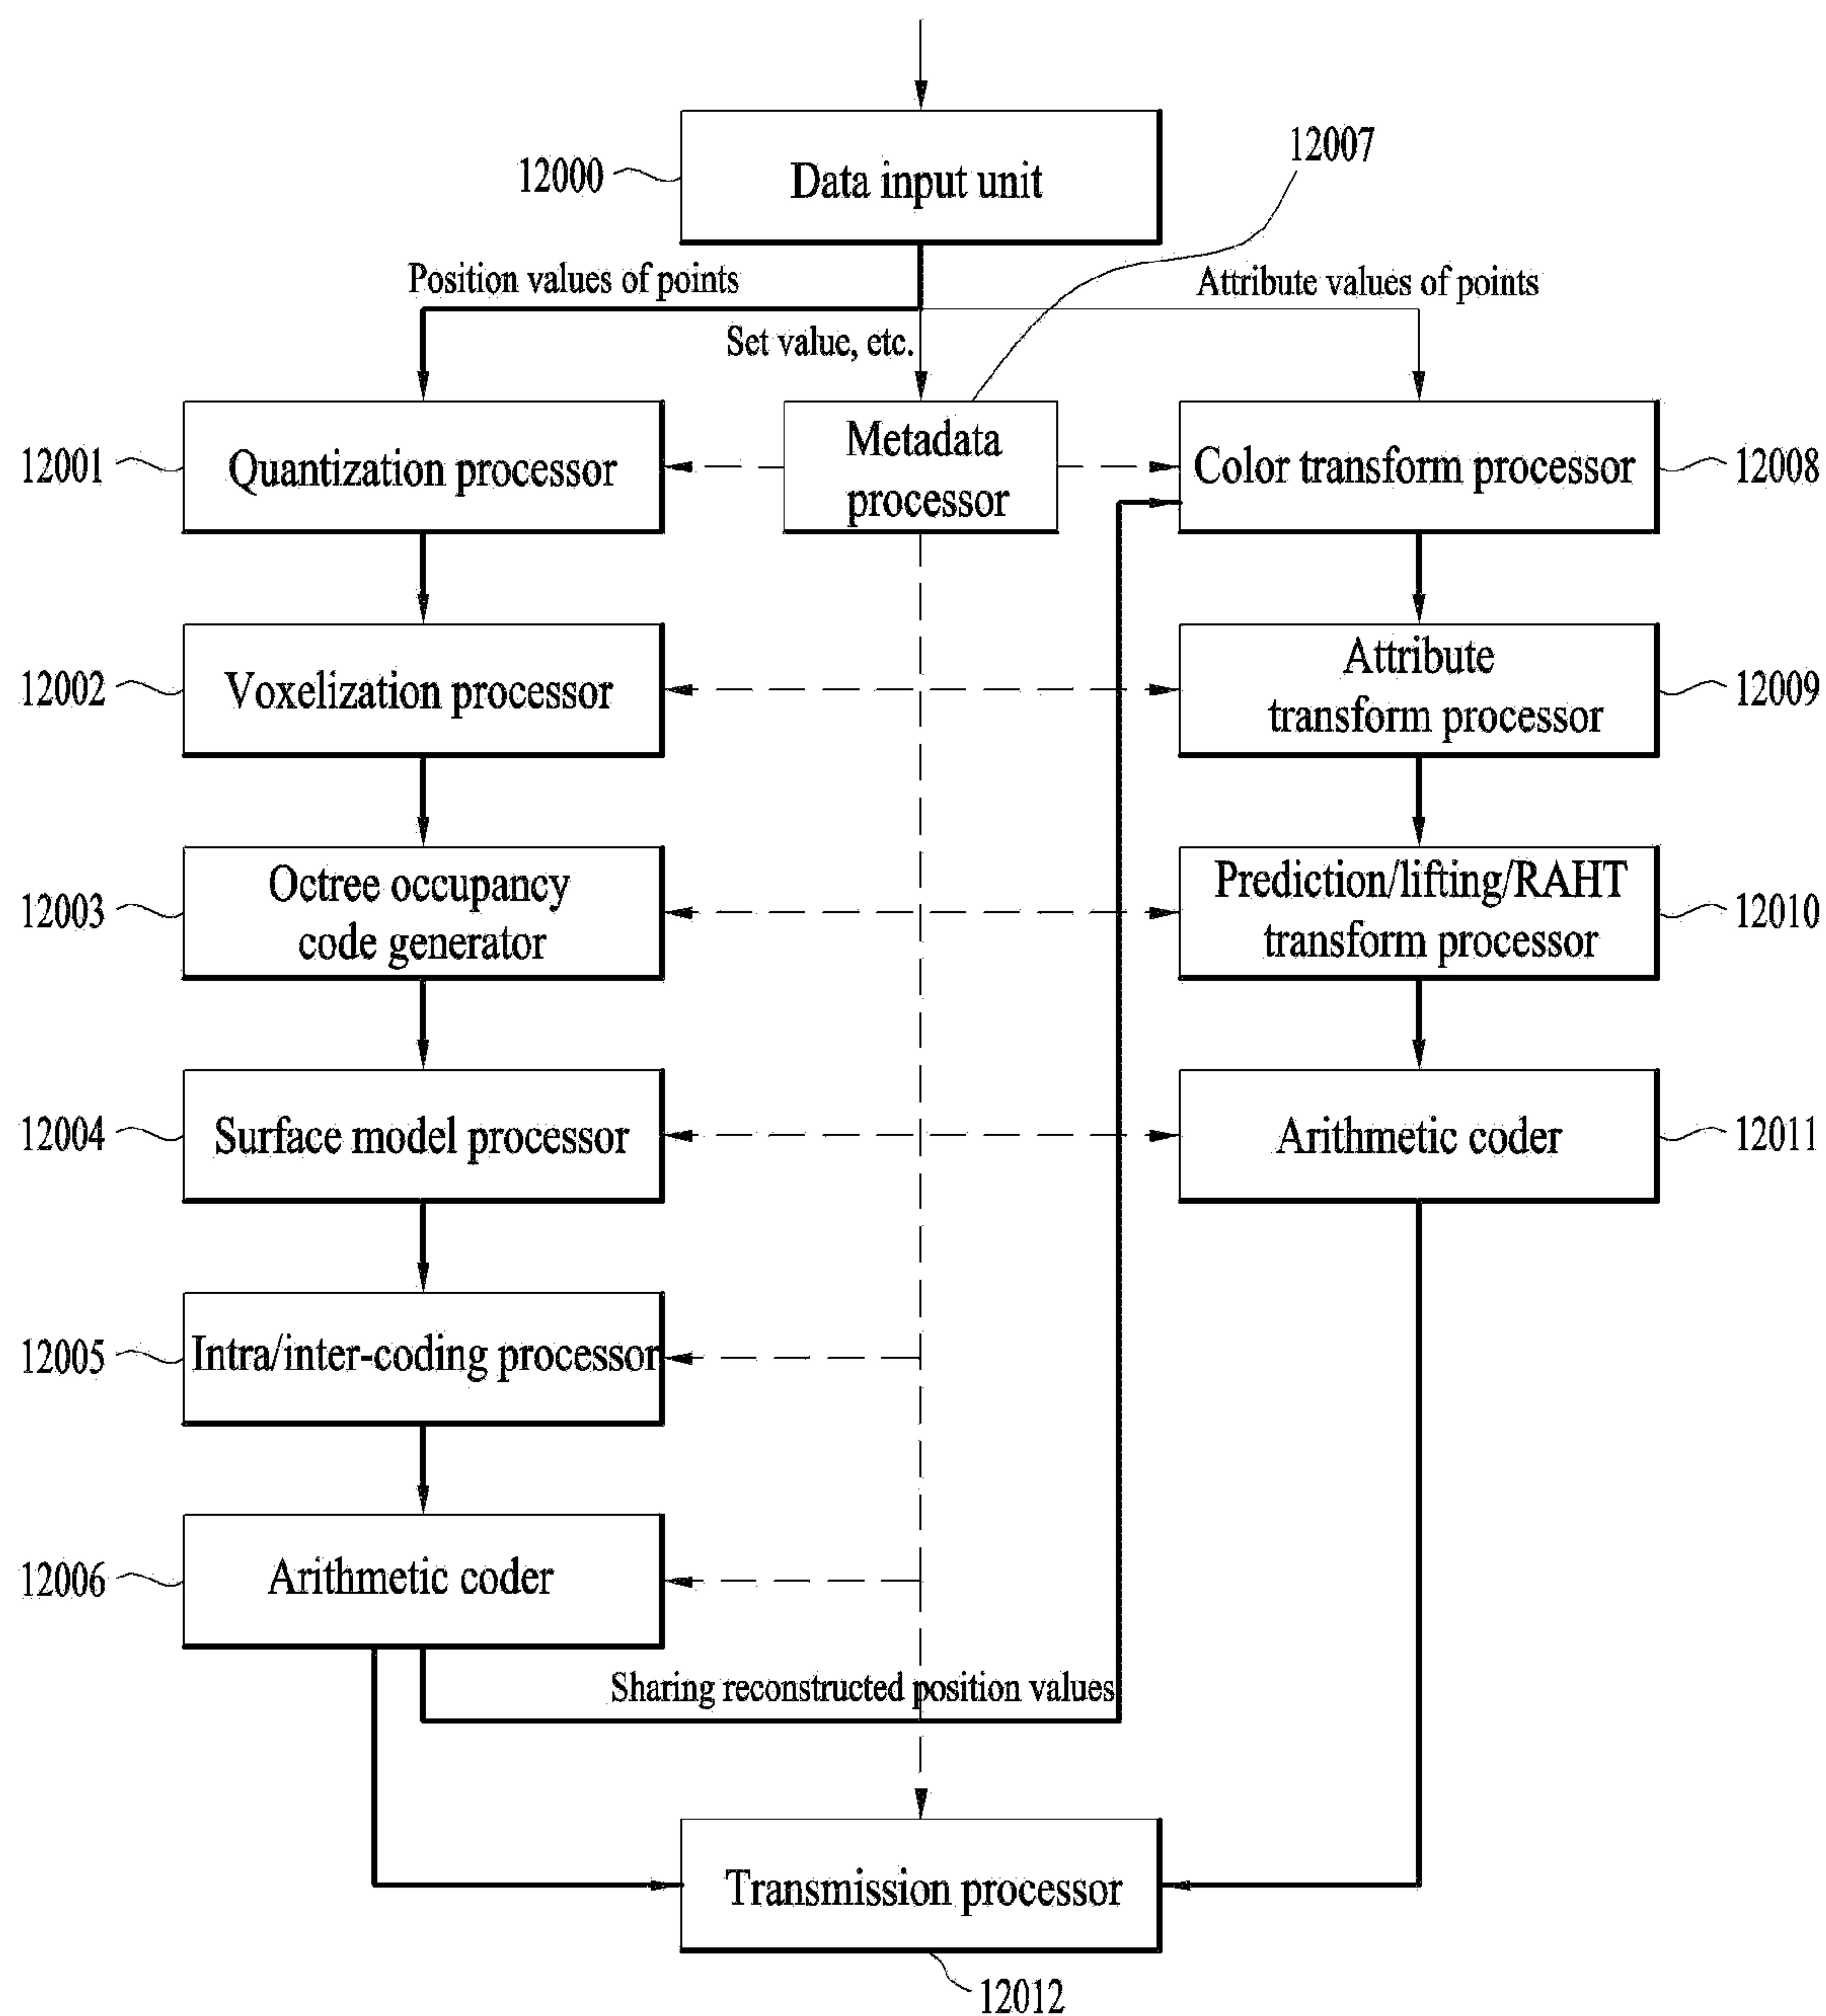 12000
Data input unit
12007
Position values of points
Attribute values of points
Set value, etc.
12001
Quantization processor
Metadata
processor
Color transform processor
12008
12002
Voxelization processor
Attribute
transform processor
12009
12003
Octree occupancy
code generator
Prediction/lifting/RAHT
transform processor
12010
12004
Surface model processor
Arithmetic coder
12011
12005
Intra/inter-coding processor
12006
Arithmetic coder
Sharing reconstructed position values
Transmission processor
12012